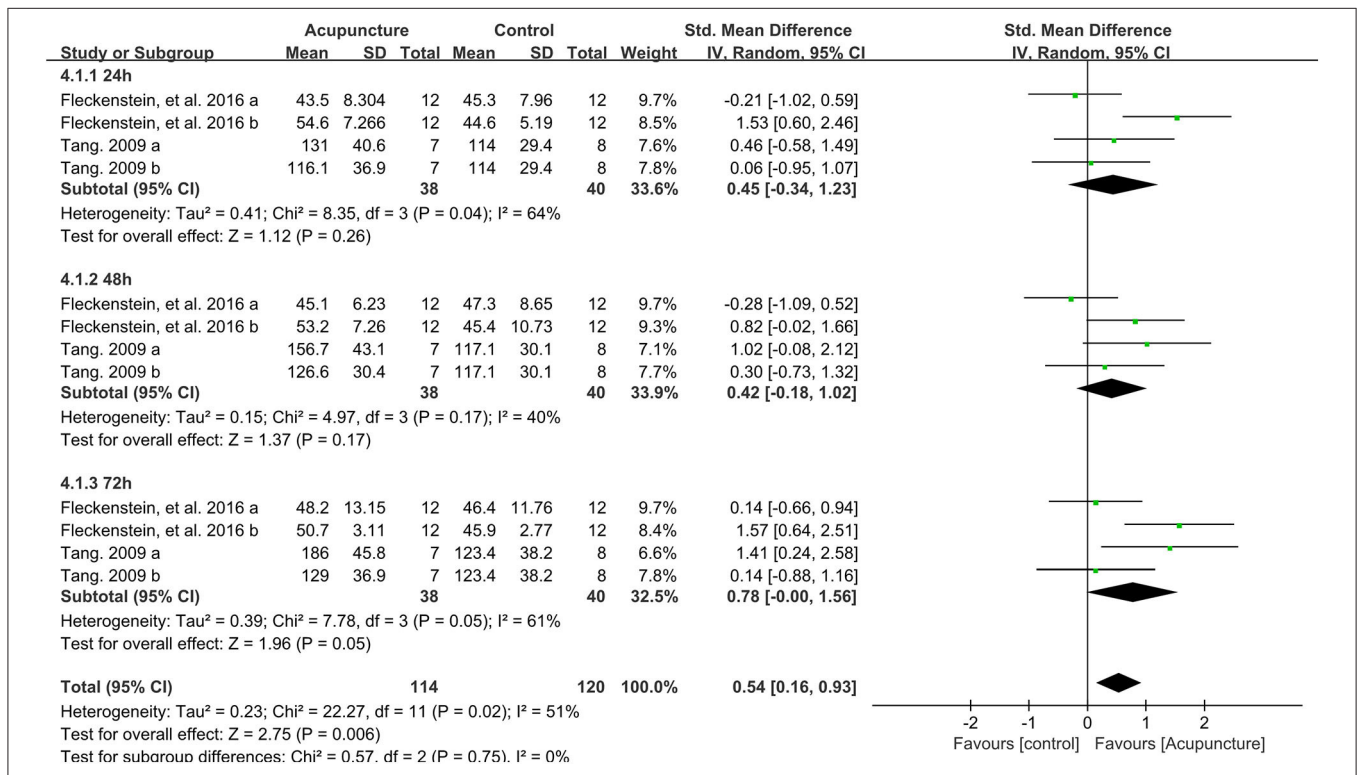 Acupuncture Control Std. Mean Difference Std. Mean Difference
Study or Subgroup Mean SD Total Mean SD Total Weight IV, Random, 95% CI IV, Random, 95% CI
4.1.1 24h
Fleckenstein, et al. 2016 a 43.5 8.304 12 45.3 7.96 12 9.7% -0.21 [-1.02, 0.59]
Fleckenstein, et al. 2016 b 54.6 7.266 12 44.6 5.19 12 8.5% 1.53 [0.60, 2.46]
Tang. 2009 a 131 40.6 7 114 29.4 8 7.6% 0.46 [-0.58, 1.49]
Tang. 2009 b 116.1 36.9 7 114 29.4 8 7.8% 0.06 [-0.95, 1.07]
Subtotal (95% CI) 38 40 33.6% 0.45 [-0.34, 1.23]
Heterogeneity: Tau² = 0.41; Chi² = 8.35, df = 3 (P = 0.04); I² = 64%
Test for overall effect: Z = 1.12 (P = 0.26)
4.1.2 48h
Fleckenstein, et al. 2016 a 45.1 6.23 12 47.3 8.65 12 9.7% -0.28 [-1.09, 0.52]
Fleckenstein, et al. 2016 b 53.2 7.26 12 45.4 10.73 12 9.3% 0.82 [-0.02, 1.66]
Tang. 2009 a 156.7 43.1 7 117.1 30.1 8 7.1% 1.02 [-0.08, 2.12]
Tang. 2009 b 126.6 30.4 7 117.1 30.1 8 7.7% 0.30 [-0.73, 1.32]
Subtotal (95% CI) 38 40 33.9% 0.42 [-0.18, 1.02]
Heterogeneity: Tau² = 0.15; Chi² = 4.97, df = 3 (P = 0.17); I² = 40%
Test for overall effect: Z = 1.37 (P = 0.17)
4.1.3 72h
Fleckenstein, et al. 2016 a 48.2 13.15 12 46.4 11.76 12 9.7% 0.14 [-0.66, 0.94]
Fleckenstein, et al. 2016 b 50.7 3.11 12 45.9 2.77 12 8.4% 1.57 [0.64, 2.51]
Tang. 2009 a 186 45.8 7 123.4 38.2 8 6.6% 1.41 [0.24, 2.58]
Tang. 2009 b 129 36.9 7 123.4 38.2 8 7.8% 0.14 [-0.88, 1.16]
Subtotal (95% CI) 38 40 32.5% 0.78 [-0.00, 1.56]
Heterogeneity: Tau² = 0.39; Chi² = 7.78, df = 3 (P = 0.05); I² = 61%
Test for overall effect: Z = 1.96 (P = 0.05)
Total (95% CI) 114 120 100.0% 0.54 [0.16, 0.93]
Heterogeneity: Tau² = 0.23; Chi² = 22.27, df = 11 (P = 0.02); I² = 51%
Test for overall effect: Z = 2.75 (P = 0.006)
Test for subgroup differences: Chi² = 0.57, df = 2 (P = 0.75), I² = 0%
-2 -1 0 1 2
Favours [control] Favours [Acupuncture]